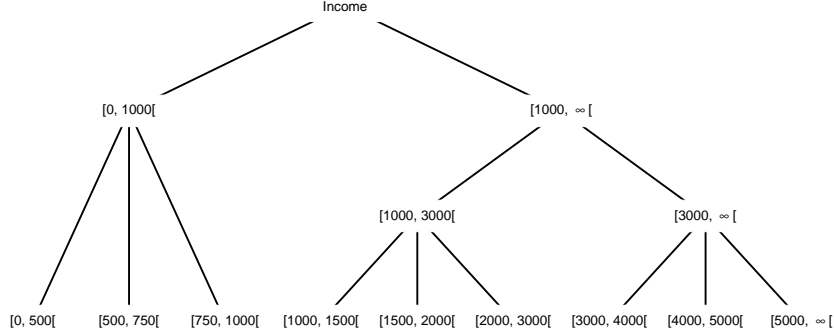 Income
[0, 1000[
[1000, ∞ [
[1000, 3000[
[3000, ∞ [
[0, 500[
[500, 750[
[750, 1000[
[1000, 1500[
[1500, 2000[
[2000, 3000[
[3000, 4000[
[4000, 5000[
[5000, ∞ [